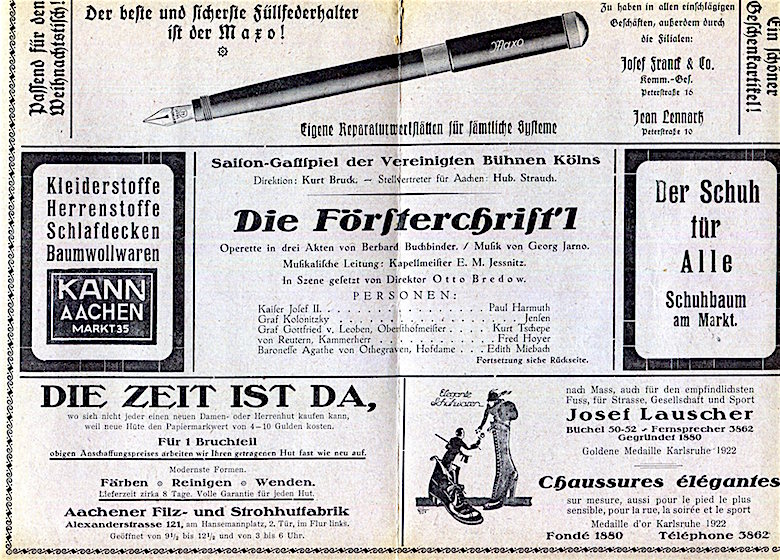 Passend für den
Weihnachtstisch!
Der beste und sicherste Füllfederhalter
ist der Maxo!
Maxo
Eigene Reparaturwerkstätten für sämtliche Systeme
Zu haben in allen einschlägigen
Geschäften, außerdem durch
die Filialen:
Josef Franck & Co.
Komm.-Ges.
Peterstraße 16
Jean Lennartz
Peterstraße 10
Ein schöner
Geschenkartikel!
Kleiderstoffe
Herrenstoffe
Schlafdecken
Baumwollwaren
KANN
AACHEN
MARKT 35
Saison-Gastspiel der Vereinigten Bühnen Kölns
Direktion: Kurt Bruck. — Stellvertreter für Aachen: Hub. Strauch.
Die Försterchrist'l
Operette in drei Akten von Berbard Buchbinder. / Musik von Georg Jarno.
Musikalische Leitung: Kapellmeister E. M. Jessnitz.
In Szene gesetzt von Direktor Otto Bredow.
PERSONEN:
Kaiser Josef II. . . . . . . . . . . . . . . . . . Paul Harmuth
Graf Kolonitzky . . . . . . . . . . . . . . . . . Jensen
Graf Gottfried v. Leoben, Obersthofmeister . . . . . Kurt Tschepe
von Reutern, Kammerherr . . . . . . . . . . . . Fred Hoyer
Baronesse Agathe von Othegraven, Hofdame . . . . Edith Miebach
Fortsetzung siehe Rückseite.
Der Schuh
für
Alle
Schuhbaum
am Markt.
DIE ZEIT IST DA,
wo sich nicht jeder einen neuen Damen- oder Herrenhut kaufen kann,
weil neue Hüte den Papiermarkwert von 4—10 Gulden kosten.
Für 1 Bruchteil
obigen Anschaffungspreises arbeiten wir Ihren getragenen Hut fast wie neu auf.
Modernste Formen.
Färben · Reinigen · Wenden.
Lieferzeit zirka 8 Tage. Volle Garantie für jeden Hut.
Aachener Filz- und Strohhutfabrik
Alexanderstrasse 121, am Hansemannplatz, 2. Tür, im Flur links.
Geöffnet von 9½ bis 12½ und von 3 bis 6 Uhr.
Elegante
Schuhwaren
nach Mass, auch für den empfindlichsten
Fuss, für Strasse, Gesellschaft und Sport
Josef Lauscher
Büchel 50-52 - Fernsprecher 3862
Gegründet 1880
Goldene Medaille Karlsruhe 1922
Chaussures élégantes
sur mesure, aussi pour le pied le plus
sensible, pour la rue, la soirée et le sport
Medaille d'or Karlsruhe 1922
Fondé 1880 Téléphone 3862